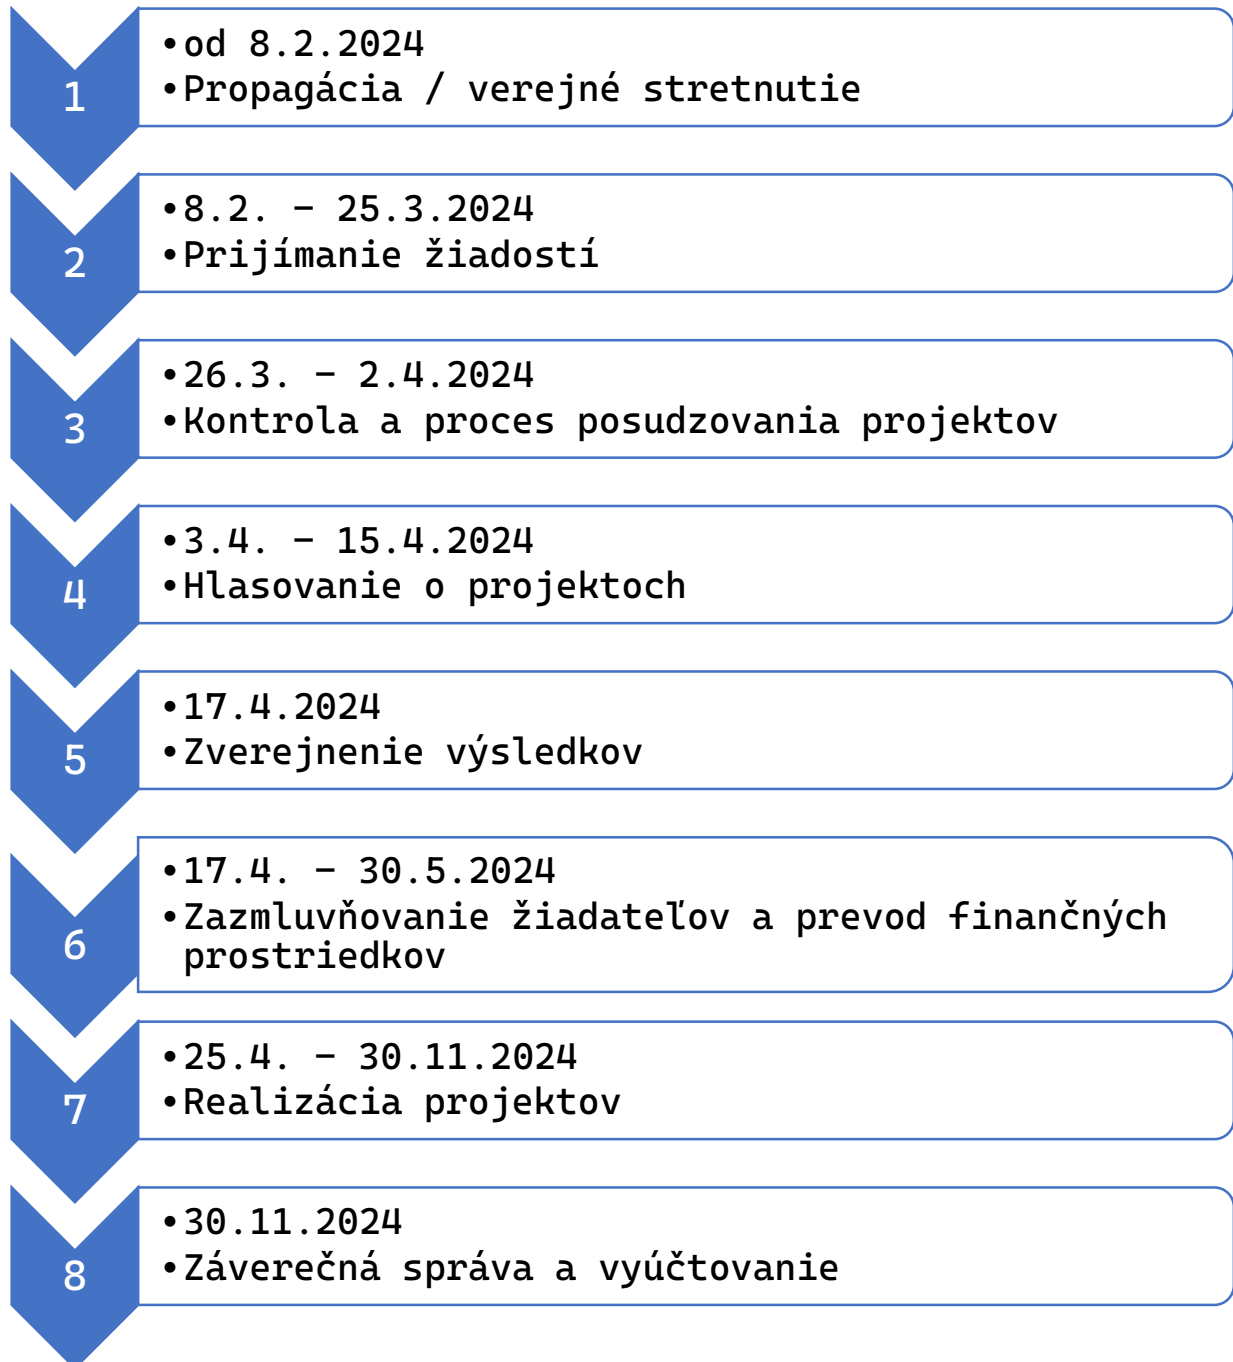 1
•od 8.2.2024
•Propagácia / verejné stretnutie
2
•8.2. – 25.3.2024
•Prijímanie žiadostí
3
•26.3. – 2.4.2024
•Kontrola a proces posudzovania projektov
4
•3.4. – 15.4.2024
•Hlasovanie o projektoch
5
•17.4.2024
•Zverejnenie výsledkov
6
•17.4. – 30.5.2024
•Zazmluvňovanie žiadateľov a prevod finančných
prostriedkov
7
•25.4. – 30.11.2024
•Realizácia projektov
8
•30.11.2024
•Záverečná správa a vyúčtovanie